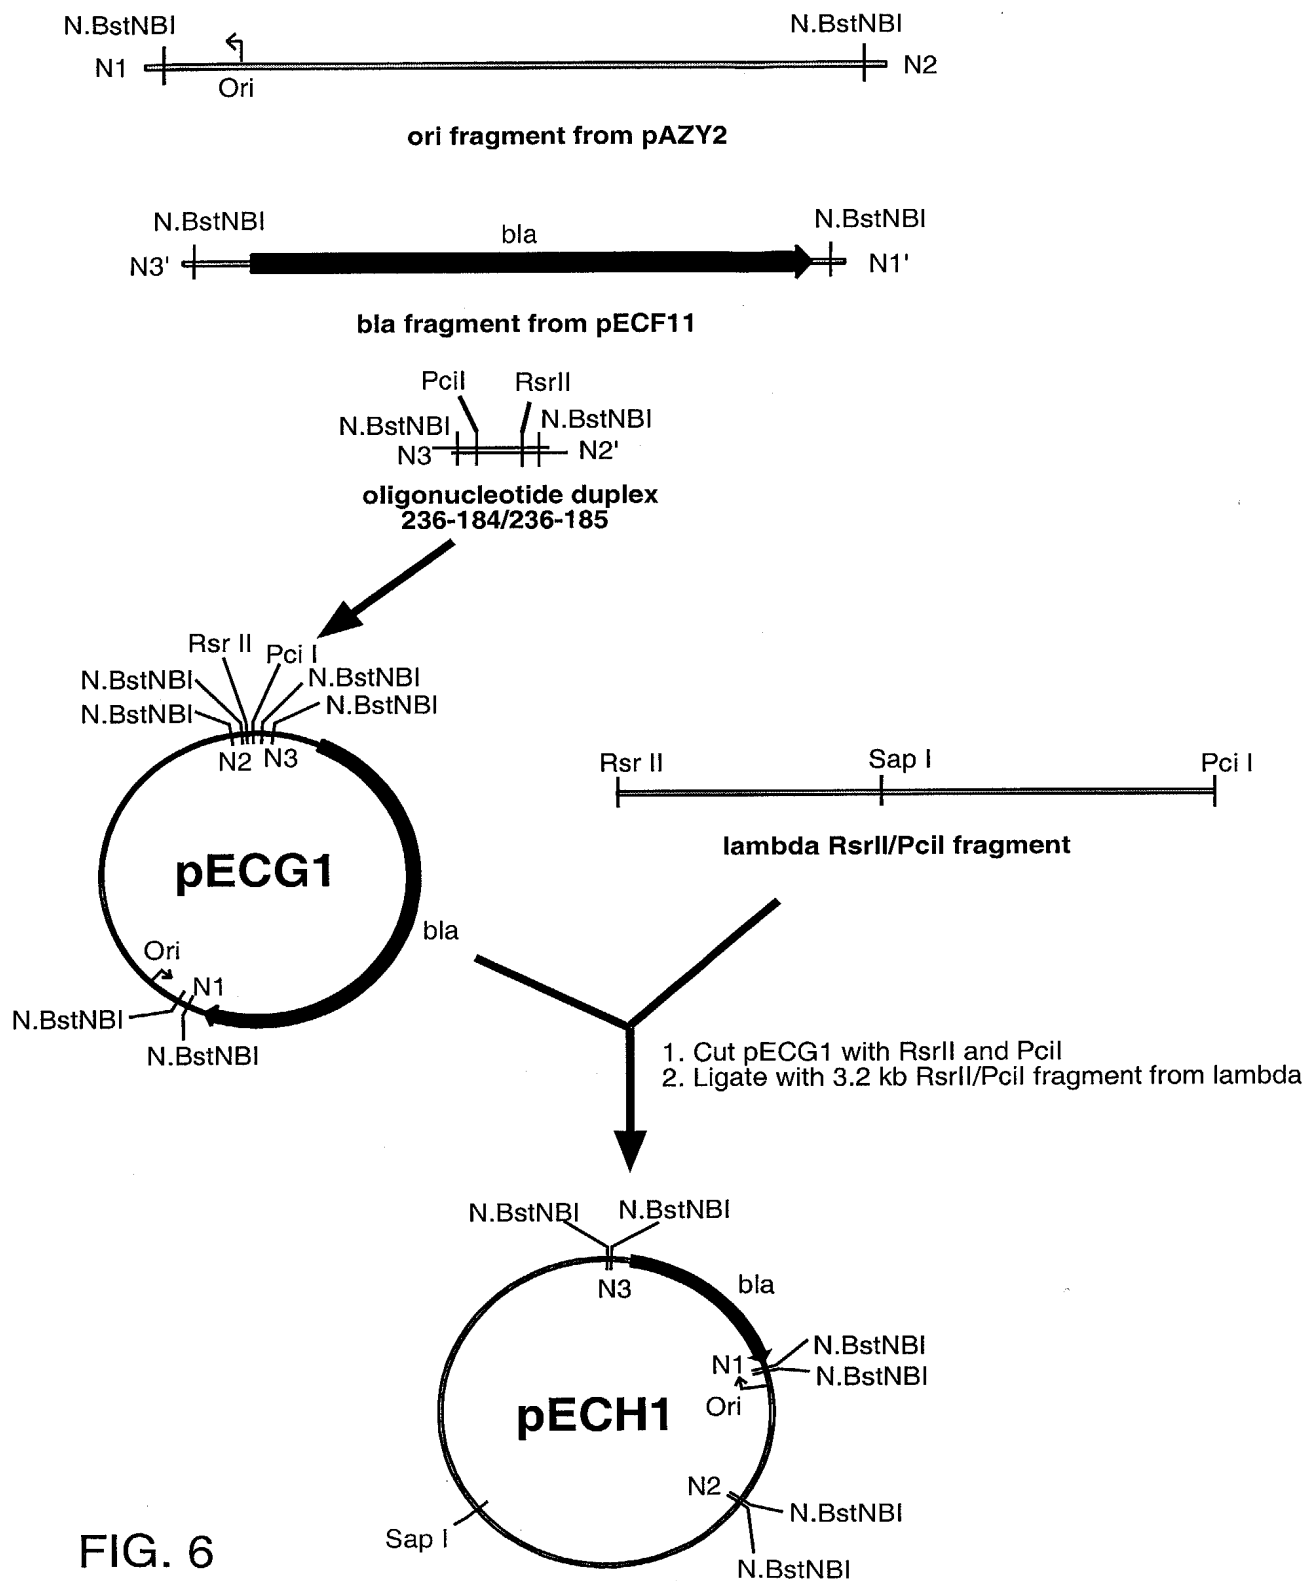 N.BstNBI
N.BstNBI
N1
N2
Ori
ori fragment from pAZY2
N.BstNBI
bla
N.BstNBI
N3'
N1'
bla fragment from pECF11
PciI
RsrII
N.BstNBI
N.BstNBI
N3
N2'
oligonucleotide duplex
236-184/236-185
Rsr II
Pci I
N.BstNBI
N.BstNBI
N.BstNBI
N.BstNBI
N2
N3
pECG1
bla
Ori
N1
N.BstNBI
N.BstNBI
Rsr II
Sap I
Pci I
lambda RsrII/PciI fragment
1. Cut pECG1 with RsrII and PciI
2. Ligate with 3.2 kb RsrII/PciI fragment from lambda
N.BstNBI
N.BstNBI
N3
bla
N1
N.BstNBI
N.BstNBI
Ori
pECH1
N2
N.BstNBI
N.BstNBI
Sap I
FIG. 6